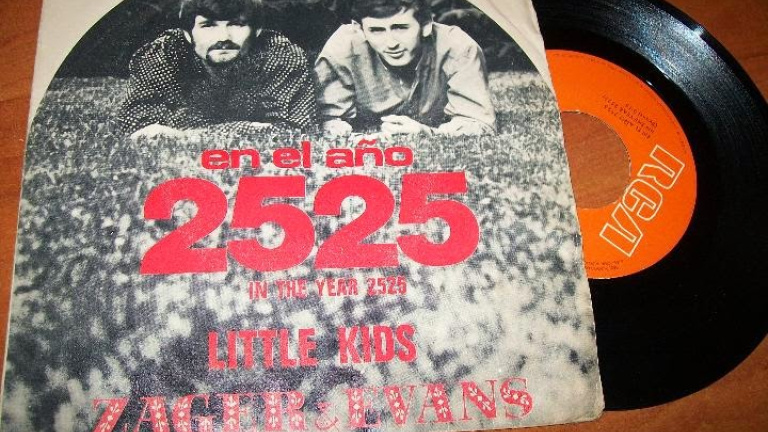 en el año
2525
IN THE YEAR 2525
LITTLE KIDS
ZAGER & EVANS
RCA